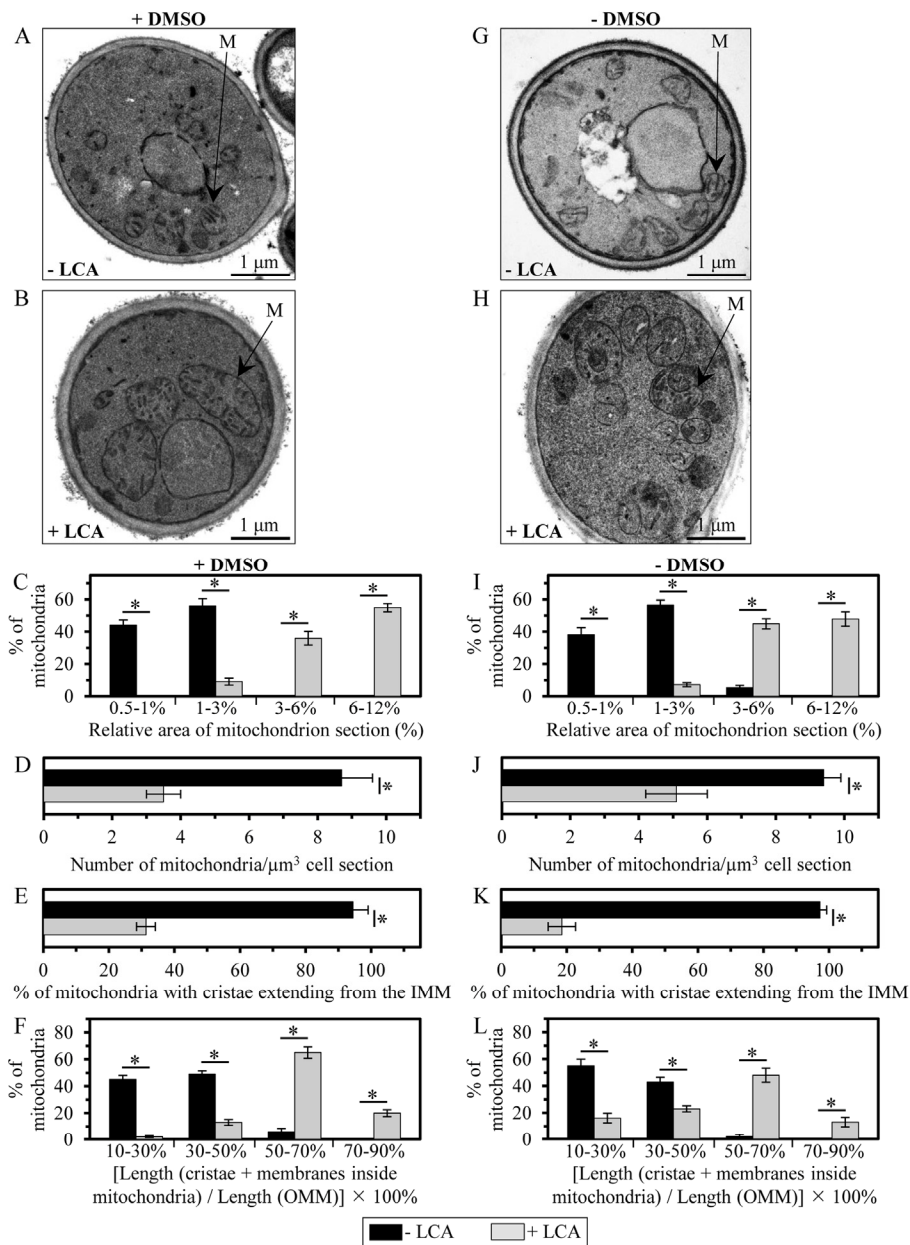 + DMSO
A
M
- LCA
1 μm
B
M
+ LCA
1 μm
- DMSO
G
M
- LCA
1 μm
H
M
+ LCA
1 μm
+ DMSO
C
% of
mitochondria
60
40
20
0
* * * *
0.5-1% 1-3% 3-6% 6-12%
Relative area of mitochondrion section (%)
D
*
0 2 4 6 8 10
Number of mitochondria/μm³ cell section
E
*
0 20 40 60 80 100
% of mitochondria with cristae extending from the IMM
F
% of
mitochondria
80
60
40
20
0
* * * *
10-30% 30-50% 50-70% 70-90%
[Length (cristae + membranes inside
mitochondria) / Length (OMM)] × 100%
- DMSO
I
% of
mitochondria
60
40
20
0
* * * *
0.5-1% 1-3% 3-6% 6-12%
Relative area of mitochondrion section (%)
J
*
0 2 4 6 8 10
Number of mitochondria/μm³ cell section
K
*
0 20 40 60 80 100
% of mitochondria with cristae extending from the IMM
L
% of
mitochondria
80
60
40
20
0
* * * *
10-30% 30-50% 50-70% 70-90%
[Length (cristae + membranes inside
mitochondria) / Length (OMM)] × 100%
- LCA + LCA